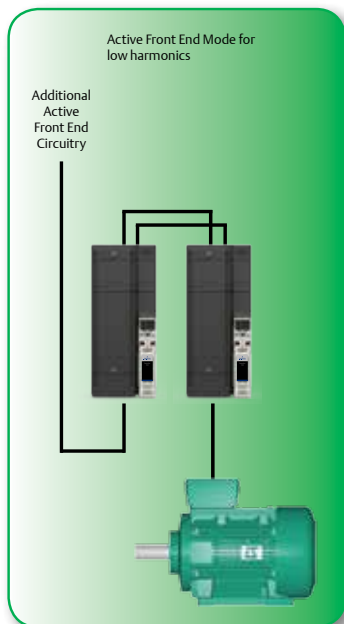 Active Front End Mode for
low harmonics
Additional
Active
Front End
Circuitry